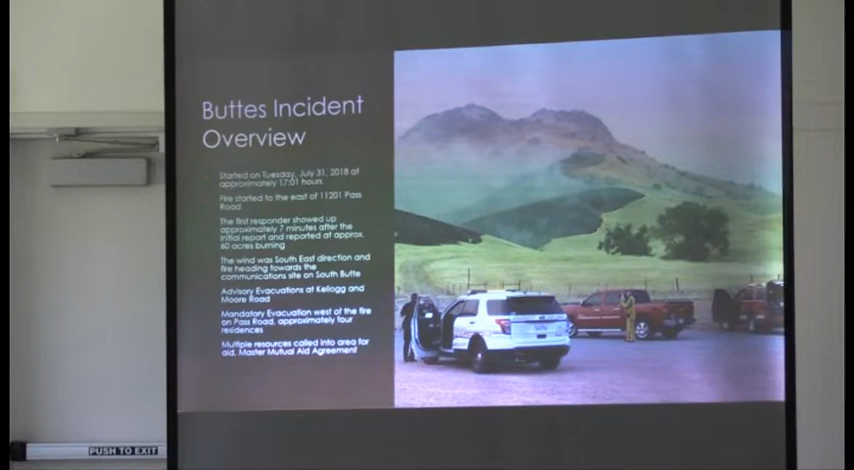 Buttes Incident
Overview
Started on Tuesday, July 31, 2018 at
approximately 17:01 hours
Fire started to the east of 11201 Pass
Road
The first responder showed up
approximately 7 minutes after the
initial report and reported at approx.
60 acres burning
The wind was South East direction and
fire heading towards the
communications site on South Butte
Advisory Evacuations at Kellogg and
Moore Road
Mandatory Evacuation west of the fire
on Pass Road, approximately four
residences
Multiple resources called into area for
aid, Master Mutual Aid Agreement
PUSH TO EXIT